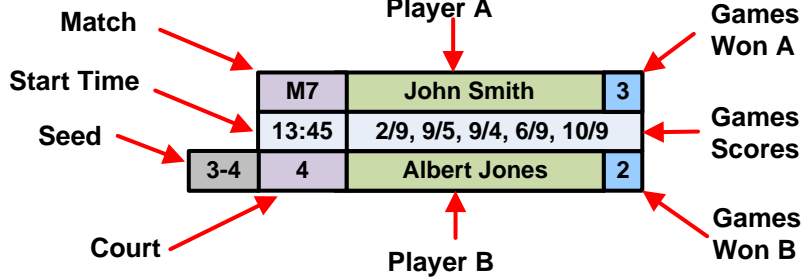 Player A
Games
Won A
Match
Start Time
M7 John Smith 3
13:45 2/9, 9/5, 9/4, 6/9, 10/9
Games
Scores
Seed
3-4 4 Albert Jones 2
Court
Player B
Games
Won B